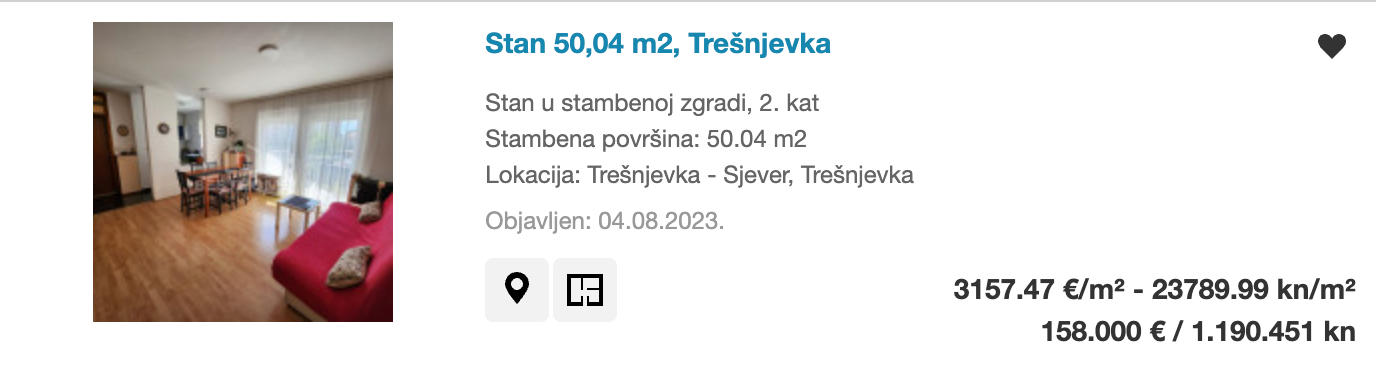 Stan 50,04 m2, Trešnjevka
Stan u stambenoj zgradi, 2. kat
Stambena površina: 50.04 m2
Lokacija: Trešnjevka - Sjever, Trešnjevka
Objavljen: 04.08.2023.
3157.47 €/m² - 23789.99 kn/m²
158.000 € / 1.190.451 kn